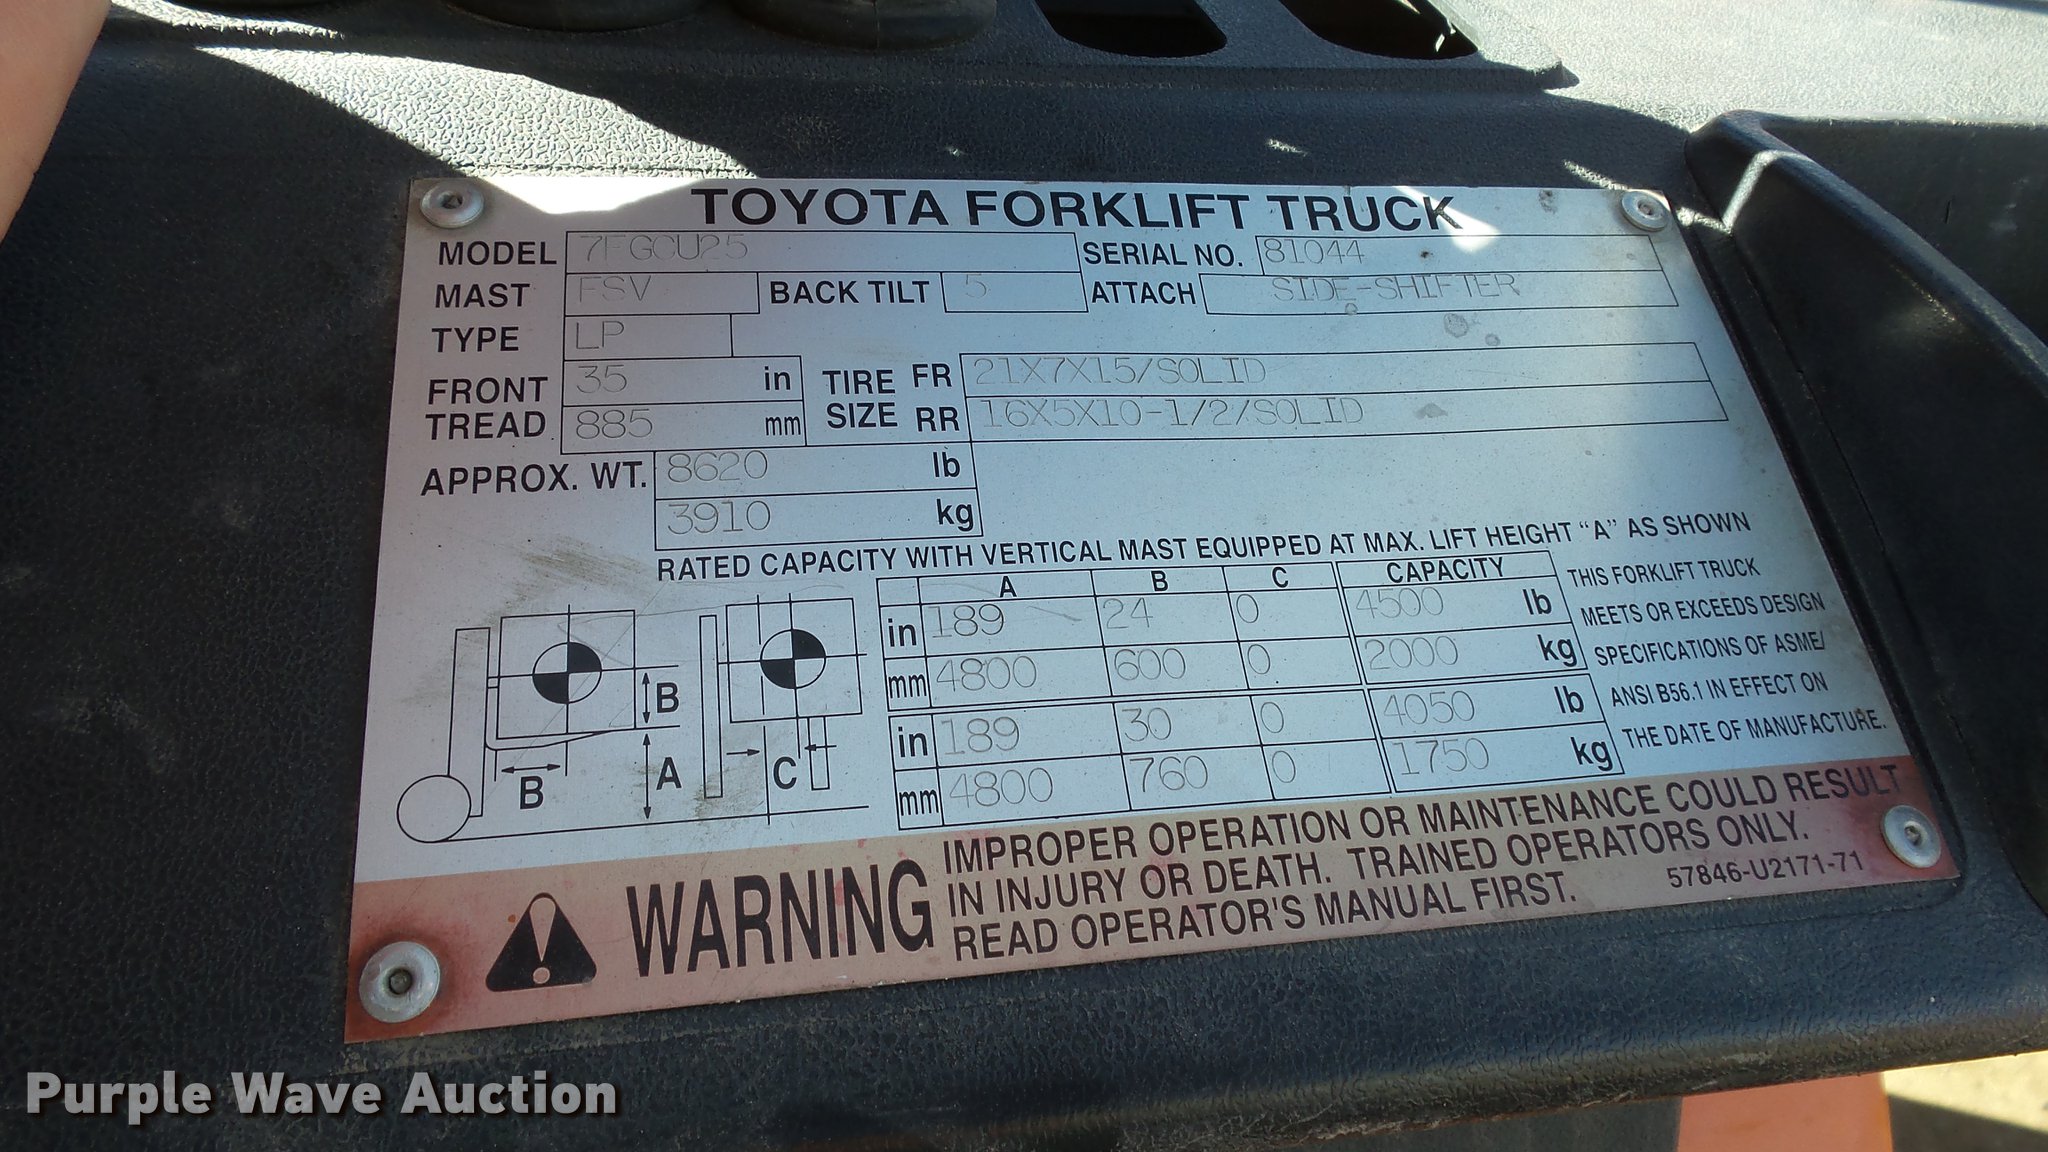 TOYOTA FORKLIFT TRUCK
MODEL 7FGCU25 SERIAL NO. 81044
MAST FSV BACK TILT 5 ATTACH SIDE-SHIFTER
TYPE LP
FRONT TREAD 35 in TIRE SIZE FR 21X7X15/SOLID
885 mm RR 16X5X10-1/2/SOLID
APPROX. WT. 8620 lb
3910 kg
RATED CAPACITY WITH VERTICAL MAST EQUIPPED AT MAX. LIFT HEIGHT "A" AS SHOWN
A B C CAPACITY
in 189 24 0 4500 lb
mm 4800 600 0 2000 kg
in 189 30 0 4050 lb
mm 4800 760 0 1750 kg
B
A
B
C
THIS FORKLIFT TRUCK
MEETS OR EXCEEDS DESIGN
SPECIFICATIONS OF ASME/
ANSI B56.1 IN EFFECT ON
THE DATE OF MANUFACTURE.
WARNING
IMPROPER OPERATION OR MAINTENANCE COULD RESULT
IN INJURY OR DEATH. TRAINED OPERATORS ONLY.
READ OPERATOR'S MANUAL FIRST.
57846-U2171-71
Purple Wave Auction